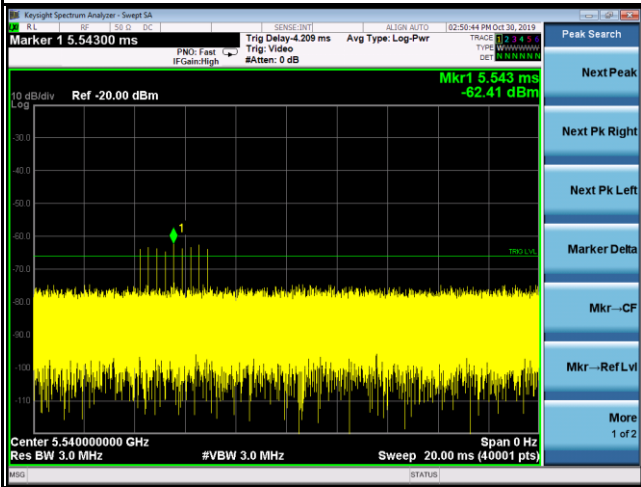 Keysight Spectrum Analyzer - Swept SA
RL RF 50 Ω DC SENSE:INT ALIGN AUTO 02:50:44 PM Oct 30, 2019
Marker 1 5.54300 ms
PNO: Fast
IFGain:High
Trig Delay-4.209 ms
Trig: Video
#Atten: 0 dB
Avg Type: Log-Pwr
TRACE 1 2 3 4 5 6
TYPE WWWWWW
DET N N N N N N
Mkr1 5.543 ms
-62.41 dBm
10 dB/div Ref -20.00 dBm
Log
-30.0
-40.0
-50.0
-60.0
-70.0
-80.0
-90.0
-100
-110
1
TRIG LVL
Center 5.540000000 GHz Span 0 Hz
Res BW 3.0 MHz #VBW 3.0 MHz Sweep 20.00 ms (40001 pts)
MSG STATUS
Peak Search
Next Peak
Next Pk Right
Next Pk Left
Marker Delta
Mkr→CF
Mkr→Ref Lvl
More
1 of 2